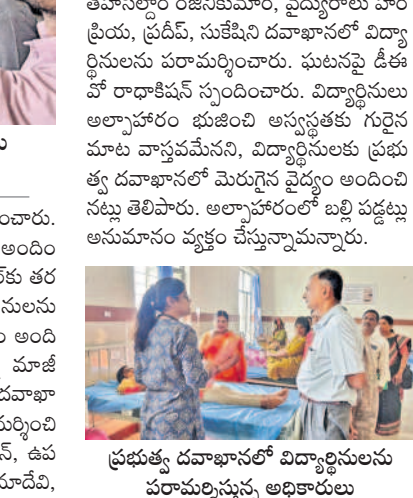 తహసిల్దార్ రజనీకుమారి, వైద్యురాలు హరి
ప్రియ, ప్రదీప్, సుకేషిని దవాఖానలో విద్యా
ర్థినులను పరామర్శించారు. ఘటనపై డీఈ
వో రాధాకిషన్ స్పందించారు. విద్యార్థినులు
అల్పాహారం భుజించి అస్వస్థతకు గురైన
మాట వాస్తవమేనని, విద్యార్థినులకు ప్రభు
త్వ దవాఖానలో మెరుగైన వైద్యం అందించి
నట్లు తెలిపారు. అల్పాహారంలో బల్లి పడ్డట్లు
అనుమానం వ్యక్తం చేస్తున్నామన్నారు.
ంచారు.
అందిం
ర్‌కు తర
నులను
ం అంది
మాజీ
దవాఖా
మర్శించి
న్, ఉప
మాదేవి,
ప్రభుత్వ దవాఖానలో విద్యార్థినులను
పరామర్శిస్తున్న అధికారులు